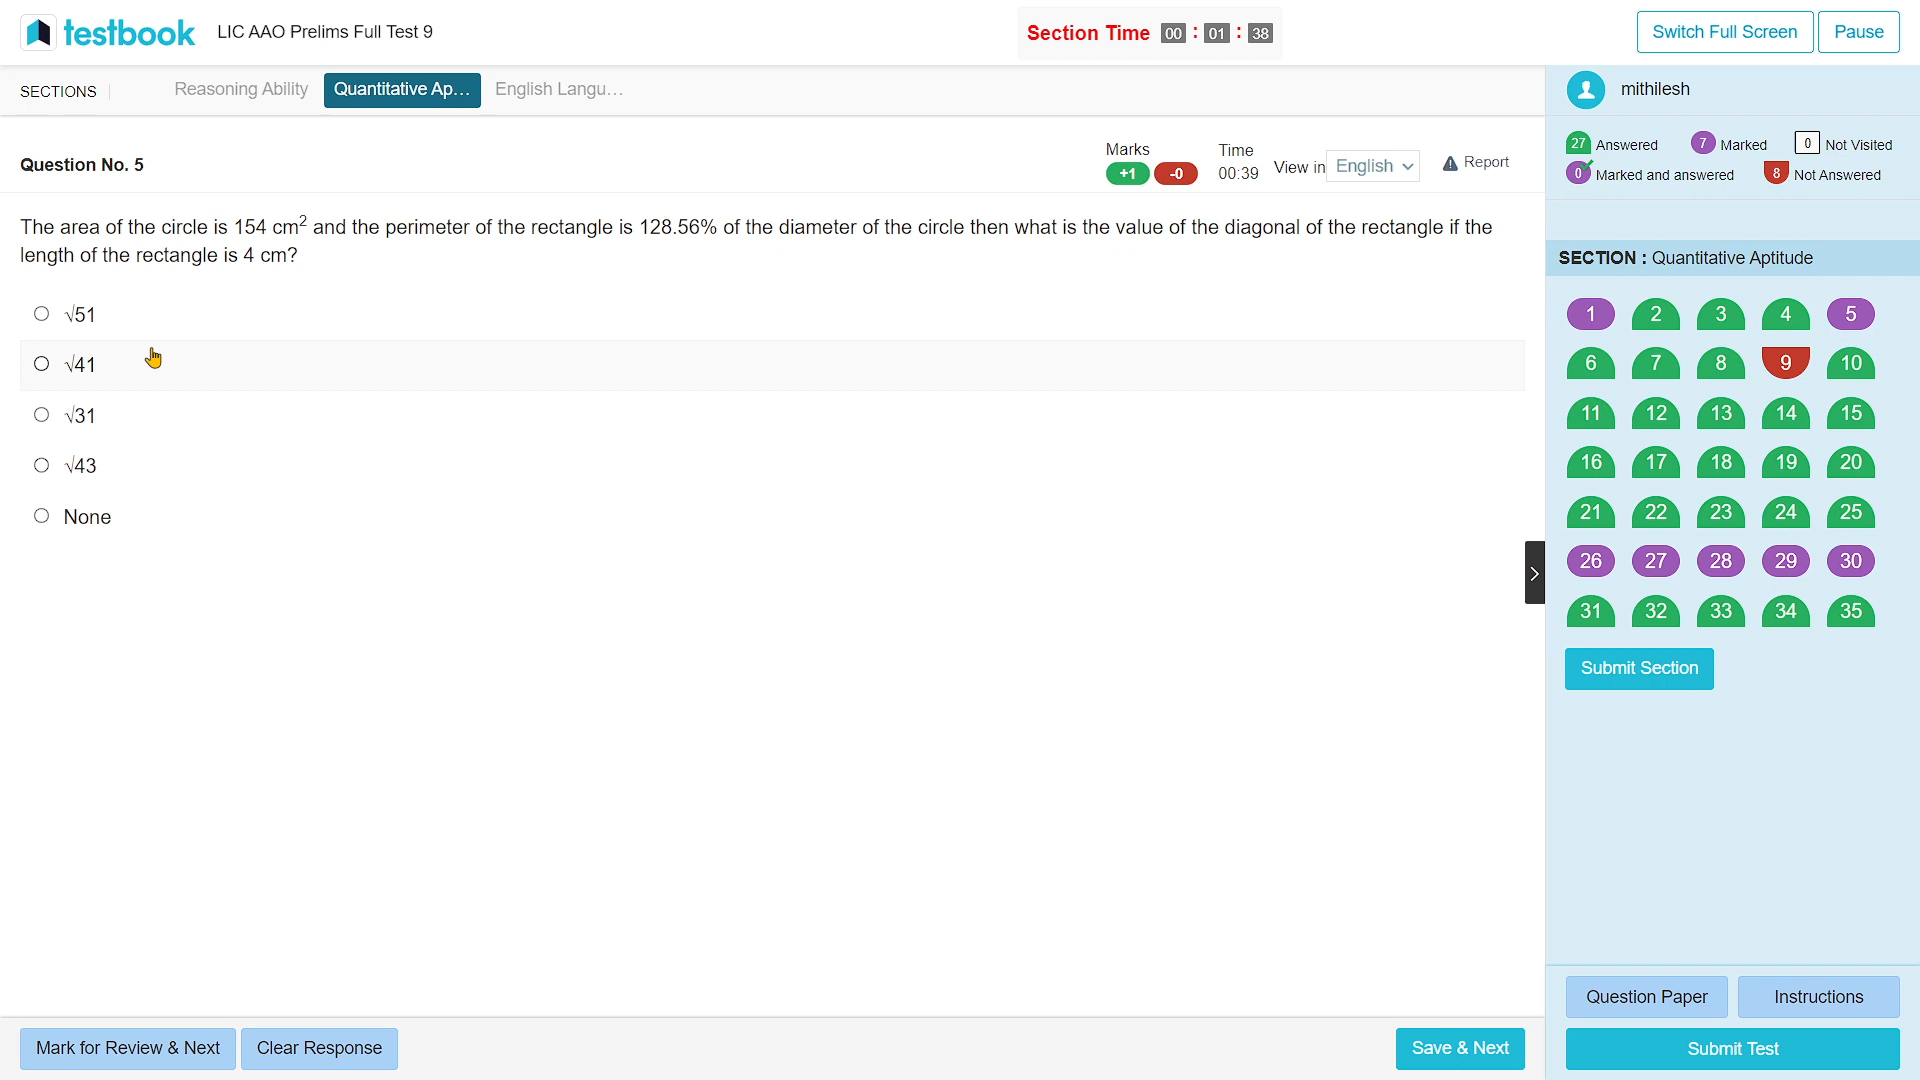 testbook LIC AAO Prelims Full Test 9 Section Time 00 : 01 : 38 Switch Full Screen Pause
SECTIONS Reasoning Ability Quantitative Ap... English Langu... mithilesh
27 Answered 7 Marked 0 Not Visited
0 Marked and answered 8 Not Answered
Question No. 5 Marks +1 -0 Time 00:39 View in English Report
The area of the circle is 154 cm² and the perimeter of the rectangle is 128.56% of the diameter of the circle then what is the value of the diagonal of the rectangle if the
length of the rectangle is 4 cm?
√51
√41
√31
√43
None
SECTION : Quantitative Aptitude
1 2 3 4 5
6 7 8 9 10
11 12 13 14 15
16 17 18 19 20
21 22 23 24 25
26 27 28 29 30
31 32 33 34 35
Submit Section
Question Paper Instructions
Mark for Review & Next Clear Response Save & Next Submit Test